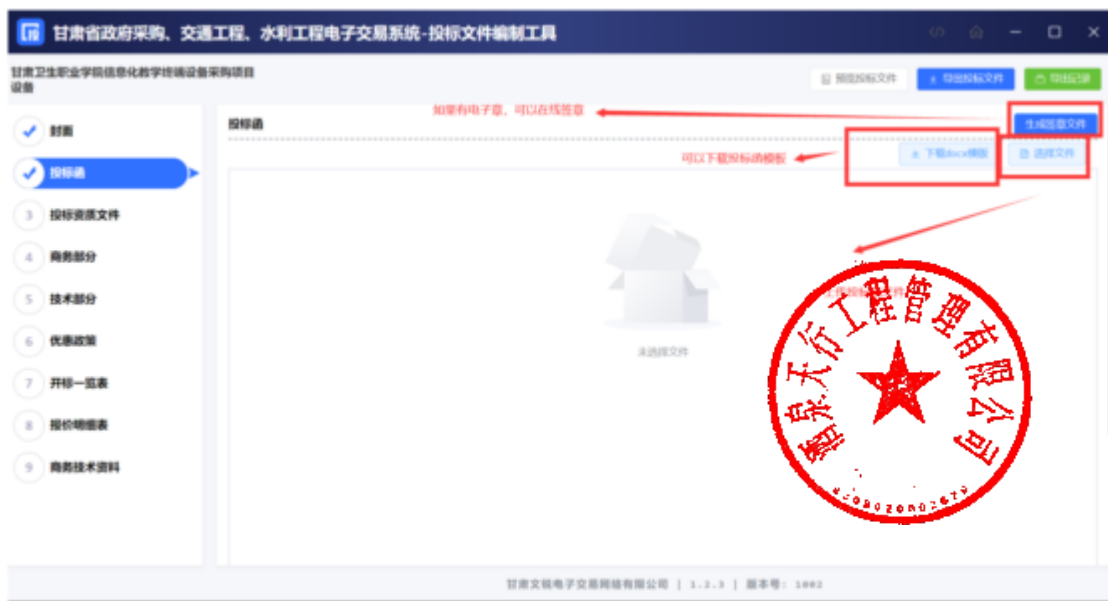 甘肃省政府采购、交通工程、水利工程电子交易系统-投标文件编制工具
甘肃卫生职业学院信息化教学终端设备采购项目
设备
预览投标文件
导出投标文件
导出记录
如果有电子章，可以在线签章
投标函
生成签章文件
可以下载投标函模板
下载docx模版
选择文件
封面
投标函
3 投标资质文件
4 商务部分
5 技术部分
6 优惠政策
7 开标一览表
8 报价明细表
9 商务技术资料
未选择文件
酒泉天行工程管理有限公司
甘肃文锐电子交易网络有限公司 | 1.2.3 | 版本号: 1002